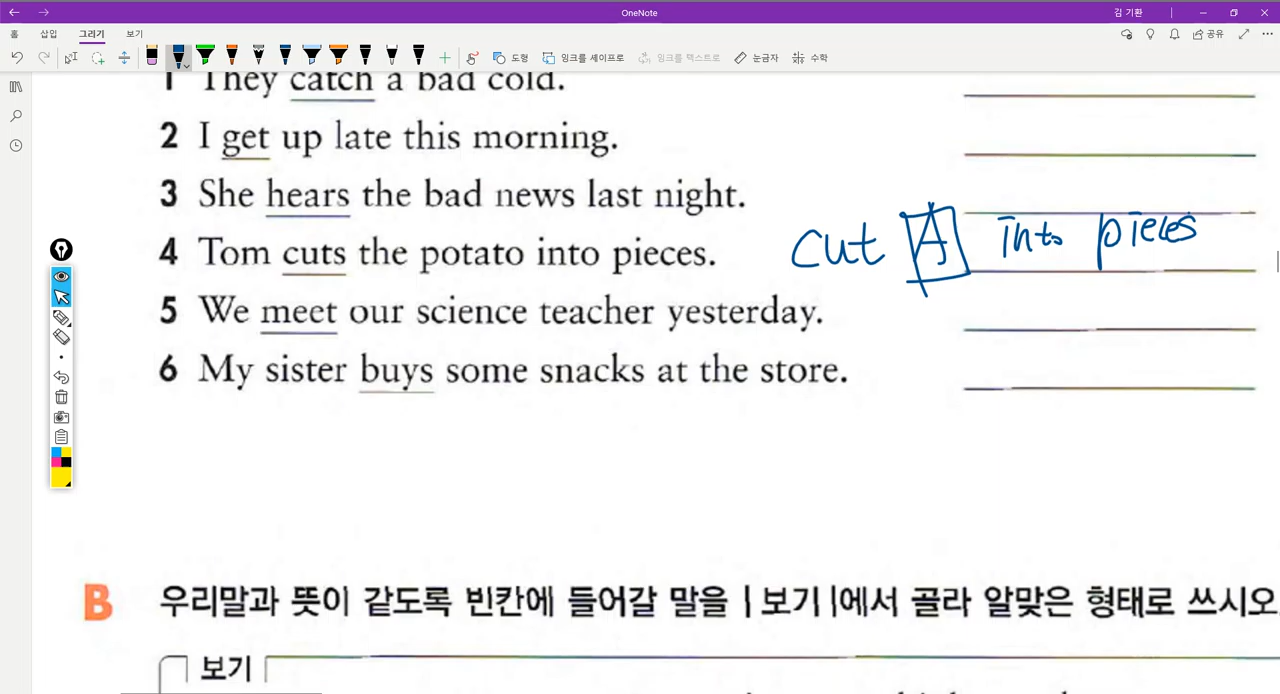 OneNote
김 기환
홈 삽입 그리기 보기
공유
도형 잉크를 셰이프로 잉크를 텍스트로 눈금자 수학
1 They catch a bad cold.
2 I get up late this morning.
3 She hears the bad news last night.
4 Tom cuts the potato into pieces.
cut A into pieces
5 We meet our science teacher yesterday.
6 My sister buys some snacks at the store.
B 우리말과 뜻이 같도록 빈칸에 들어갈 말을 |보기|에서 골라 알맞은 형태로 쓰시오
보기